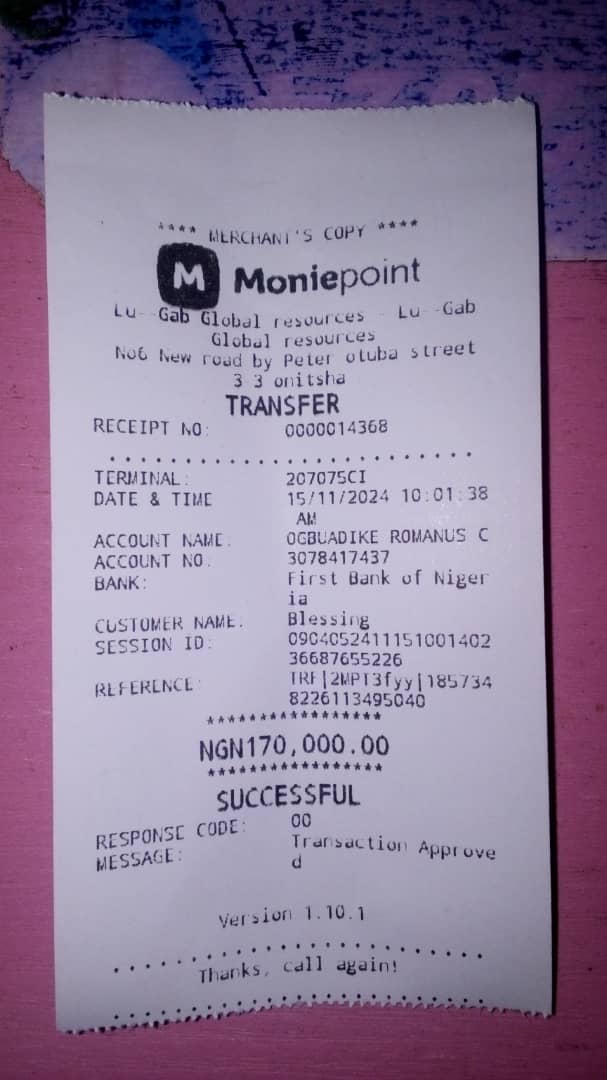 **** MERCHANT'S COPY ****
M Moniepoint
Lu--Gab Global resources - Lu--Gab
Global resources
No6 New road by Peter otuba street
3-3 onitsha
TRANSFER
RECEIPT NO: 0000014368
TERMINAL: 207075CI
DATE & TIME 15/11/2024 10:01:38
AM
ACCOUNT NAME: OGBUADIKE ROMANUS C
ACCOUNT NO. 3078417437
BANK: First Bank of Niger
ia
CUSTOMER NAME: Blessing
SESSION ID: 0904052411151001402
36687655226
REFERENCE: TRF|2MPT3fyy|185734
8226113495040
*****************
NGN170,000.00
*****************
SUCCESSFUL
RESPONSE CODE: 00
MESSAGE: Transaction Approve
d
Version 1.10.1
Thanks, call again!